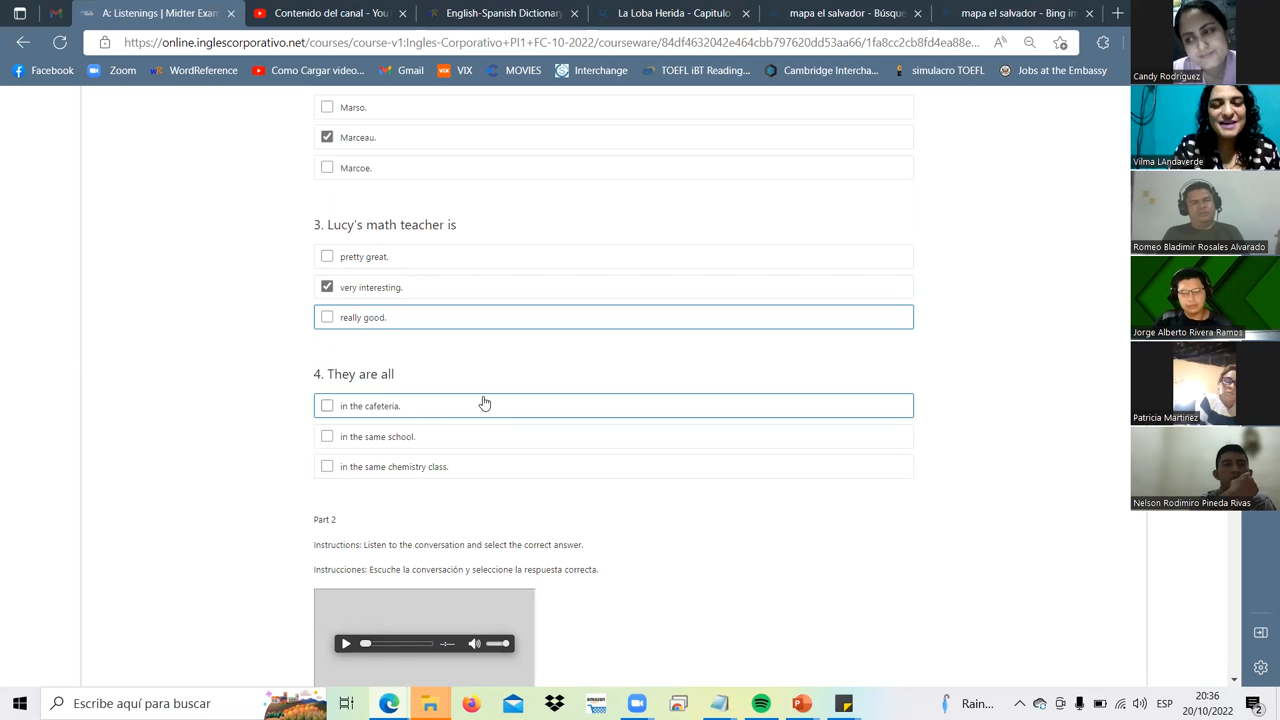 A: Listenings | Midter Exa
Contenido del canal - You
English-Spanish Dictionary
La Loba Herida - Capitulo
mapa el salvador - Búsque
mapa el salvador - Bing im
https://online.inglescorporativo.net/courses/course-v1:Ingles-Corporativo+PI1+FC-10-2022/courseware/84df4632042e464cbb797620dd53aa66/1fa8cc2cb8fd4ea88e...
Facebook
Zoom
WordReference
Como Cargar video...
Gmail
VIX
MOVIES
Interchange
TOEFL iBT Reading...
Cambridge Intercha...
simulacro TOEFL
Jobs at the Embassy
Marso.
Marceau.
Marcoe.
3. Lucy's math teacher is
pretty great.
very interesting.
really good.
4. They are all
in the cafeteria.
in the same school.
in the same chemistry class.
Part 2
Instructions: Listen to the conversation and select the correct answer.
Instrucciones: Escuche la conversación y seleccione la respuesta correcta.
Candy Rodríguez
Vilma LAndaverde
Romeo Bladimir Rosales Alvarado
Jorge Alberto Rivera Ramos
Patricia Martinez
Nelson Rodimiro Pineda Rivas
Escribe aquí para buscar
Rain...
ESP
20:36
20/10/2022
2